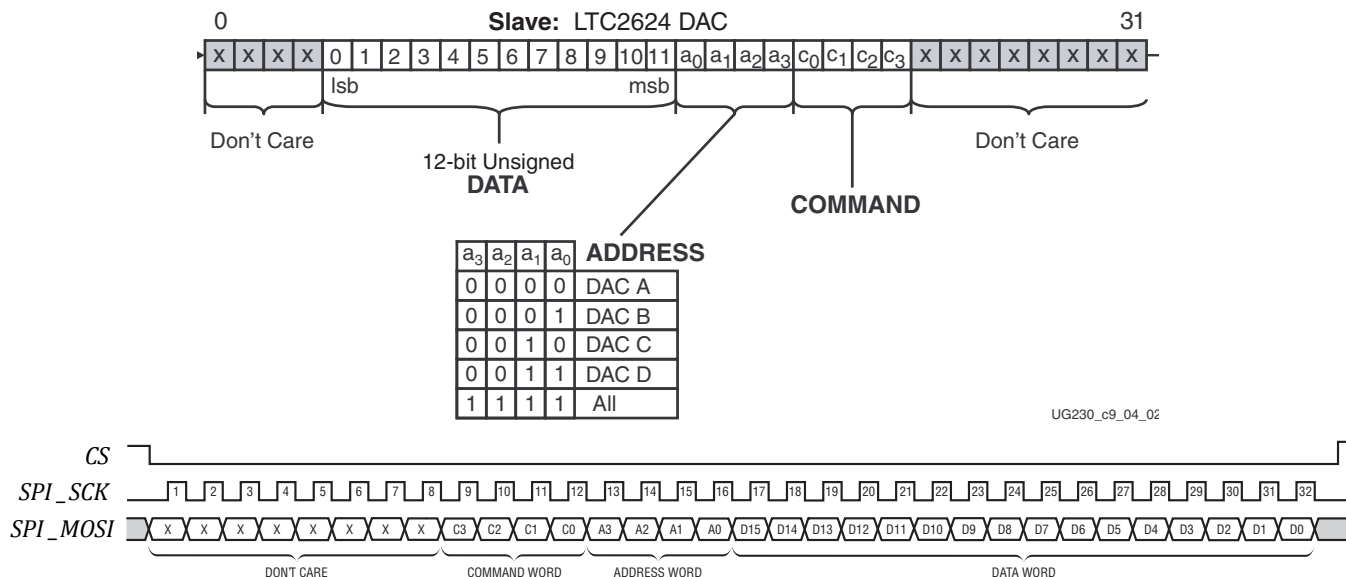 0 Slave: LTC2624 DAC 31
X X X X 0 1 2 3 4 5 6 7 8 9 10 11 a0 a1 a2 a3 c0 c1 c2 c3 X X X X X X X X
lsb msb
Don't Care Don't Care
12-bit Unsigned
DATA
COMMAND
a3 a2 a1 a0 ADDRESS
0 0 0 0 DAC A
0 0 0 1 DAC B
0 0 1 0 DAC C
0 0 1 1 DAC D
1 1 1 1 All
UG230_c9_04_02
CS
SPI_SCK 1 2 3 4 5 6 7 8 9 10 11 12 13 14 15 16 17 18 19 20 21 22 23 24 25 26 27 28 29 30 31 32
SPI_MOSI X X X X X X X X C3 C2 C1 C0 A3 A2 A1 A0 D15 D14 D13 D12 D11 D10 D9 D8 D7 D6 D5 D4 D3 D2 D1 D0
DON'T CARE COMMAND WORD ADDRESS WORD DATA WORD